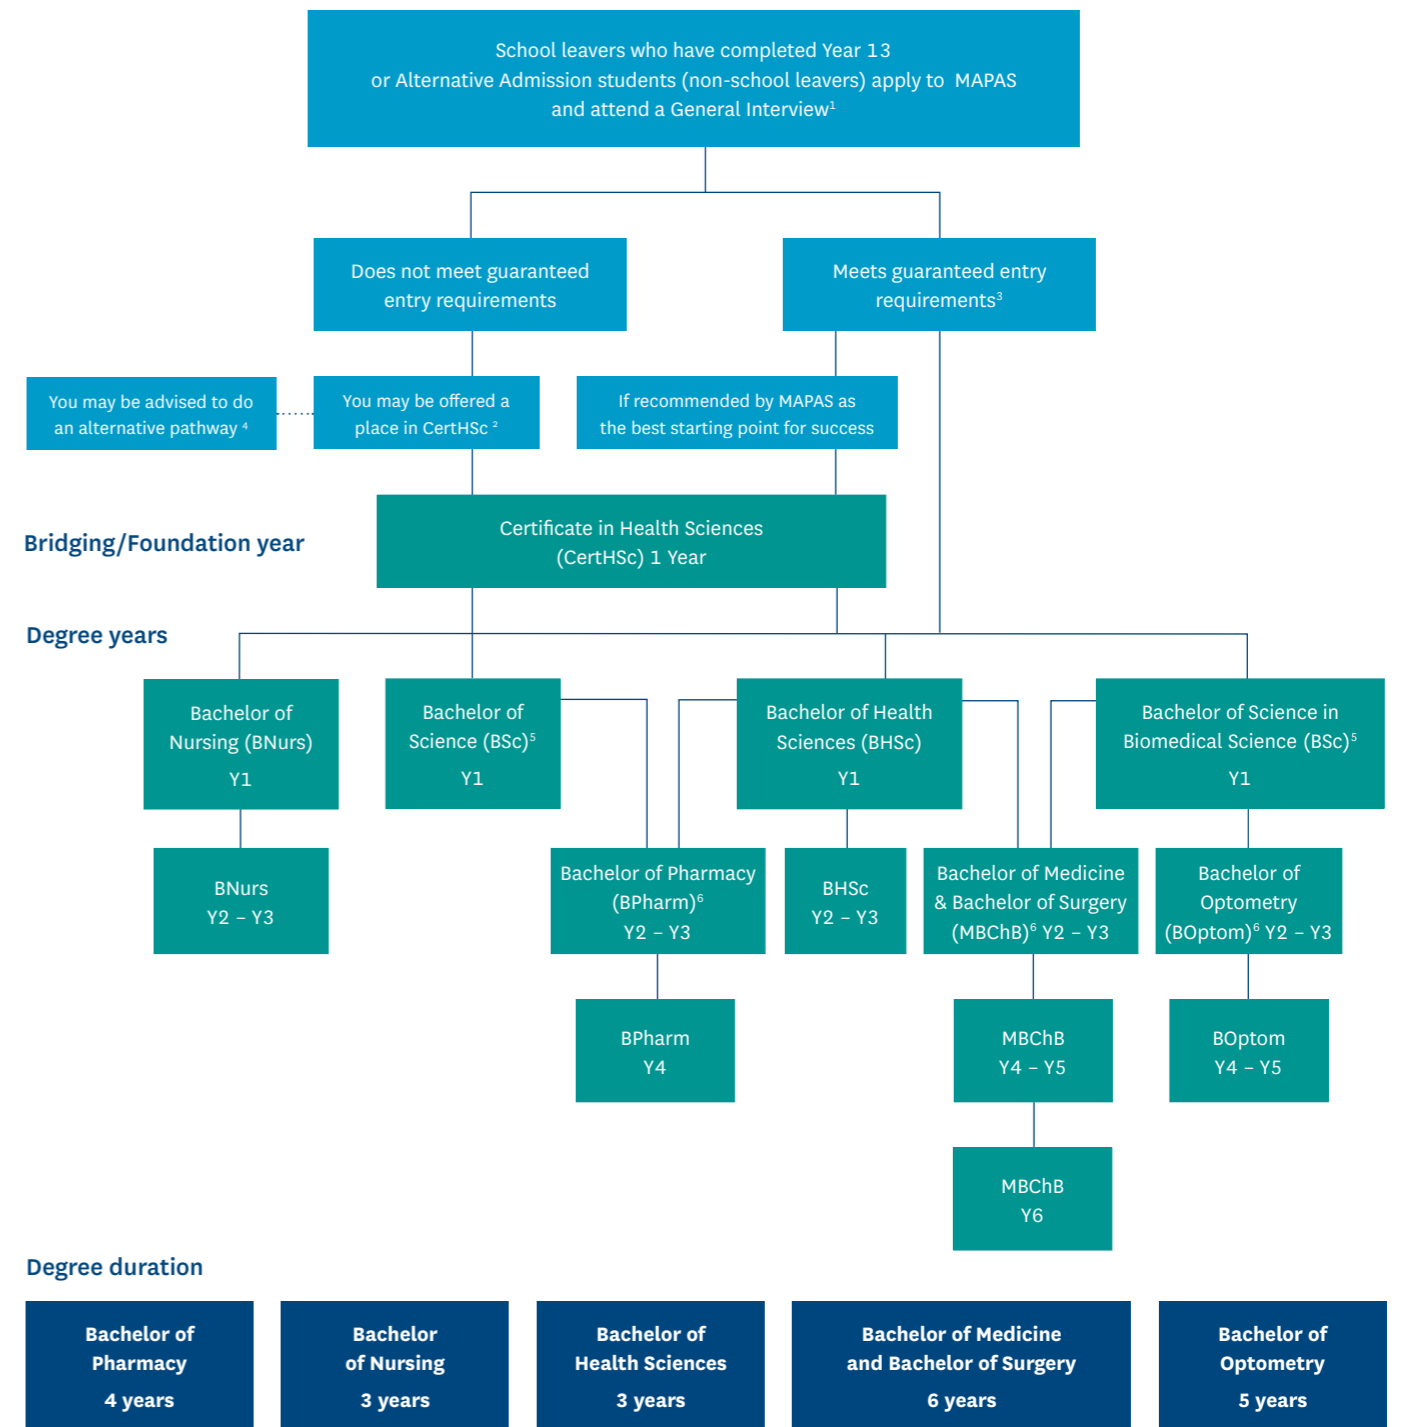 School leavers who have completed Year 13
or Alternative Admission students (non-school leavers) apply to MAPAS
and attend a General Interview¹
Does not meet guaranteed
entry requirements
Meets guaranteed entry
requirements³
You may be advised to do
an alternative pathway ⁴
You may be offered a
place in CertHSc ²
If recommended by MAPAS as
the best starting point for success
Bridging/Foundation year
Certificate in Health Sciences
(CertHSc) 1 Year
Degree years
Bachelor of
Nursing (BNurs)
Y1
Bachelor of
Science (BSc)⁵
Y1
Bachelor of Health
Sciences (BHSc)
Y1
Bachelor of Science in
Biomedical Science (BSc)⁵
Y1
BNurs
Y2 – Y3
Bachelor of Pharmacy
(BPharm)⁶
Y2 – Y3
BHSc
Y2 – Y3
Bachelor of Medicine
& Bachelor of Surgery
(MBChB)⁶ Y2 – Y3
Bachelor of
Optometry
(BOptom)⁶ Y2 – Y3
BPharm
Y4
MBChB
Y4 – Y5
BOptom
Y4 – Y5
MBChB
Y6
Degree duration
Bachelor of
Pharmacy
4 years
Bachelor
of Nursing
3 years
Bachelor of
Health Sciences
3 years
Bachelor of Medicine
and Bachelor of Surgery
6 years
Bachelor of
Optometry
5 years